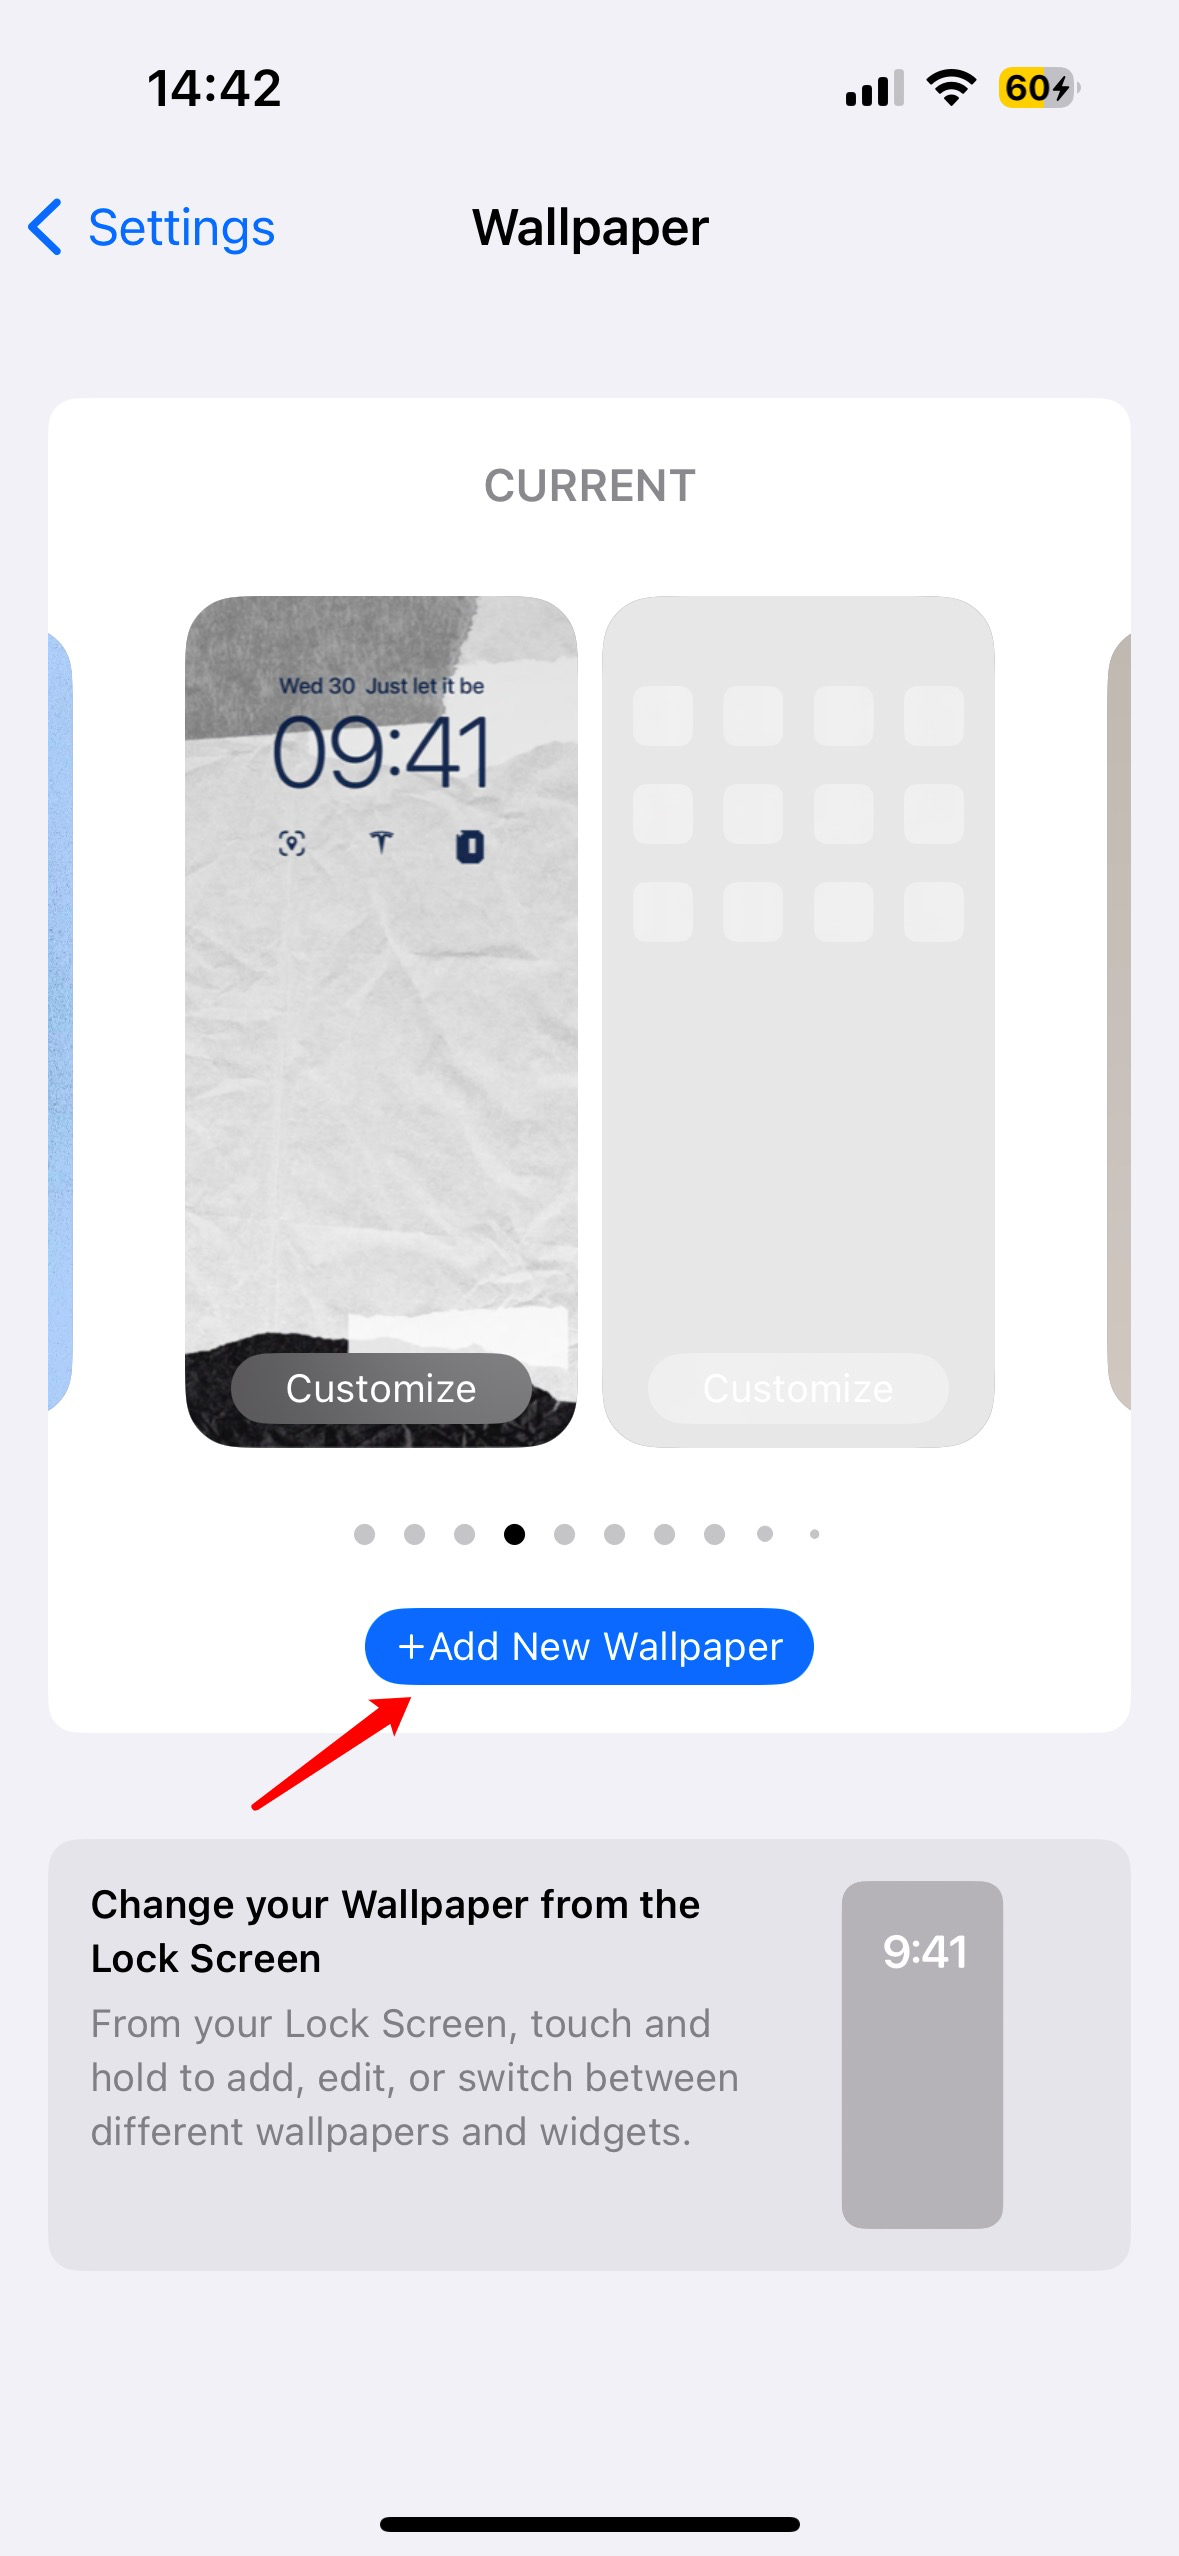 14:42
60
Settings
Wallpaper
CURRENT
Wed 30 Just let it be
09:41
Customize
Customize
+Add New Wallpaper
Change your Wallpaper from the
Lock Screen
9:41
From your Lock Screen, touch and
hold to add, edit, or switch between
different wallpapers and widgets.